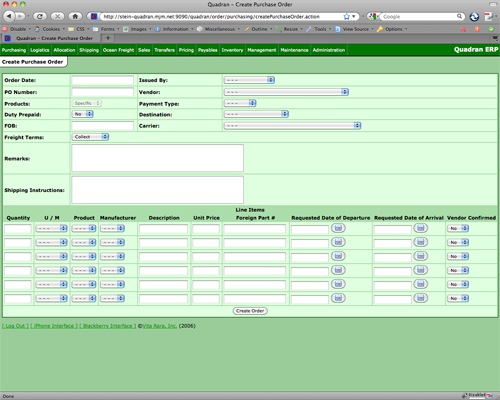 Quadran - Create Purchase Order
http://stein-quadran.mjm.net:9090/quadran/order/purchasing/createPurchaseOrder.action
Google
Disable Cookies CSS Forms Images Information Miscellaneous Outline Resize Tools View Source Options
Quadran - Create Purchase Order
Purchasing Logistics Allocation Shipping Ocean Freight Sales Transfers Pricing Payables Inventory Management Maintenance Administration Quadran ERP
Create Purchase Order
Order Date: Issued By: ---
PO Number: Vendor: ---
Products: Specific Payment Type: ---
Duty Prepaid: No Destination: ---
FOB: Carrier: ---
Freight Terms: Collect
Remarks:
Shipping Instructions:
Line Items
Quantity U / M Product Manufacturer Description Unit Price Foreign Part # Requested Date of Departure Requested Date of Arrival Vendor Confirmed
--- --- --- No
--- --- --- No
--- --- --- No
--- --- --- No
--- --- --- No
--- --- --- No
Create Order
[ Log Out ] [ iPhone Interface ] [ Blackberry Interface ] ©Vita Rara, Inc. (2006)
Done